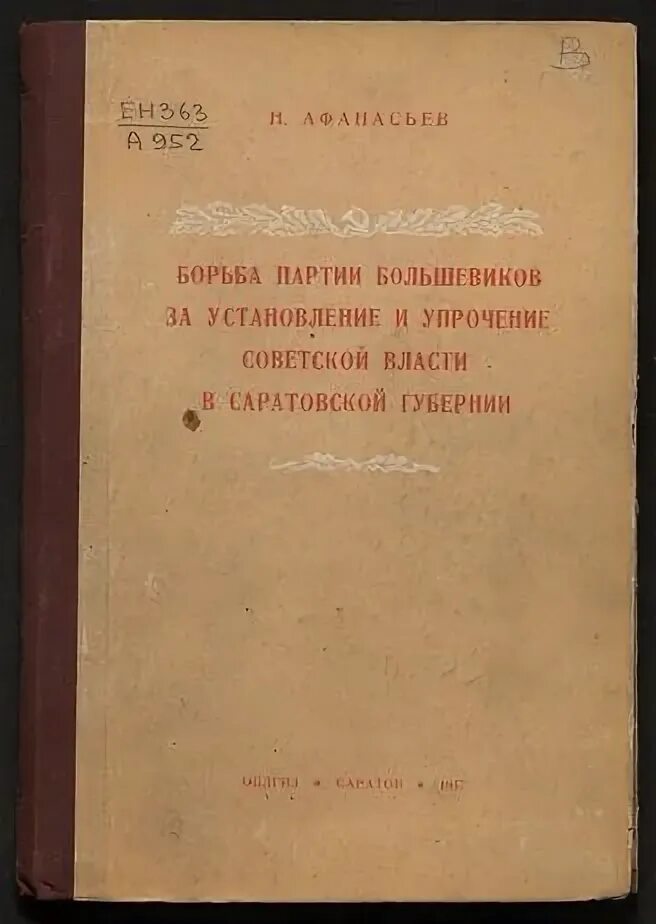 В
ЕН363
А 952
Н. АФАНАСЬЕВ
БОРЬБА ПАРТИИ БОЛЬШЕВИКОВ
ЗА УСТАНОВЛЕНИЕ И УПРОЧЕНИЕ
СОВЕТСКОЙ ВЛАСТИ
В САРАТОВСКОЙ ГУБЕРНИИ
ОГИЗ • САРАТОВ •